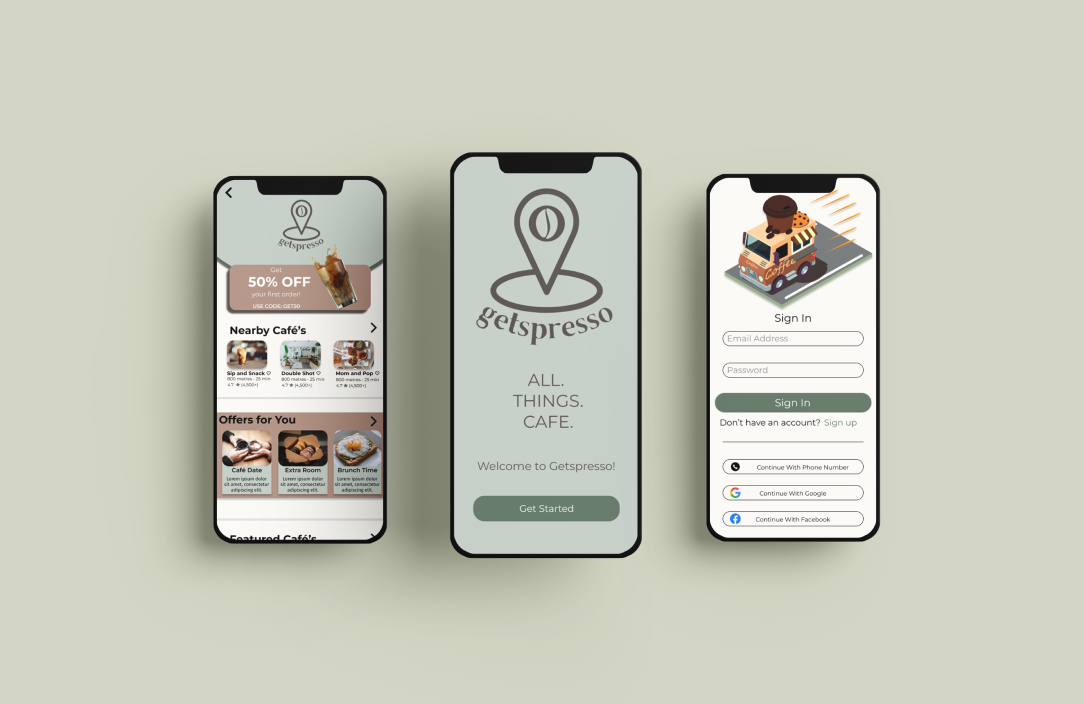 getspresso
Get
50% OFF
your first order!
USE CODE: GET50
Nearby Café's
Sip and Snack
800 metres - 25 min
4.7 ★ (4,500+)
Double Shot
800 metres - 25 min
4.7 ★ (4,500+)
Mom and Pop
800 metres - 25 min
4.7 ★ (4,500+)
Offers for You
Café Date
Lorem ipsum dolor
sit amet, consectetur
adipiscing elit.
Extra Room
Lorem ipsum dolor
sit amet, consectetur
adipiscing elit.
Brunch Time
Lorem ipsum dolor
sit amet, consectetur
adipiscing elit.
Featured Café's
getspresso
ALL.
THINGS.
CAFE.
Welcome to Getspresso!
Get Started
Coffee
Sign In
Email Address
Password
Sign In
Don't have an account? Sign up
Continue With Phone Number
Continue With Google
Continue With Facebook